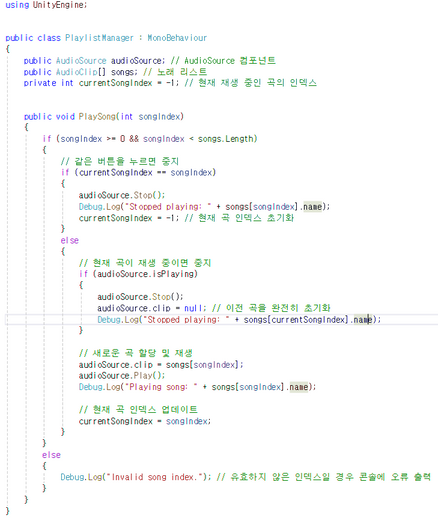 using UnityEngine;
public class PlaylistManager : MonoBehaviour
{
public AudioSource audioSource; // AudioSource 컴포넌트
public AudioClip[] songs; // 노래 리스트
private int currentSongIndex = -1; // 현재 재생 중인 곡의 인덱스
public void PlaySong(int songIndex)
{
if (songIndex >= 0 && songIndex < songs.Length)
{
// 같은 버튼을 누르면 중지
if (currentSongIndex == songIndex)
{
audioSource.Stop();
Debug.Log("Stopped playing: " + songs[songIndex].name);
currentSongIndex = -1; // 현재 곡 인덱스 초기화
}
else
{
// 현재 곡이 재생 중이면 중지
if (audioSource.isPlaying)
{
audioSource.Stop();
audioSource.clip = null; // 이전 곡을 완전히 초기화
Debug.Log("Stopped playing: " + songs[currentSongIndex].name);
}
// 새로운 곡 할당 및 재생
audioSource.clip = songs[songIndex];
audioSource.Play();
Debug.Log("Playing song: " + songs[songIndex].name);
// 현재 곡 인덱스 업데이트
currentSongIndex = songIndex;
}
}
else
{
Debug.Log("Invalid song index."); // 유효하지 않은 인덱스일 경우 콘솔에 오류 출력
}
}
}